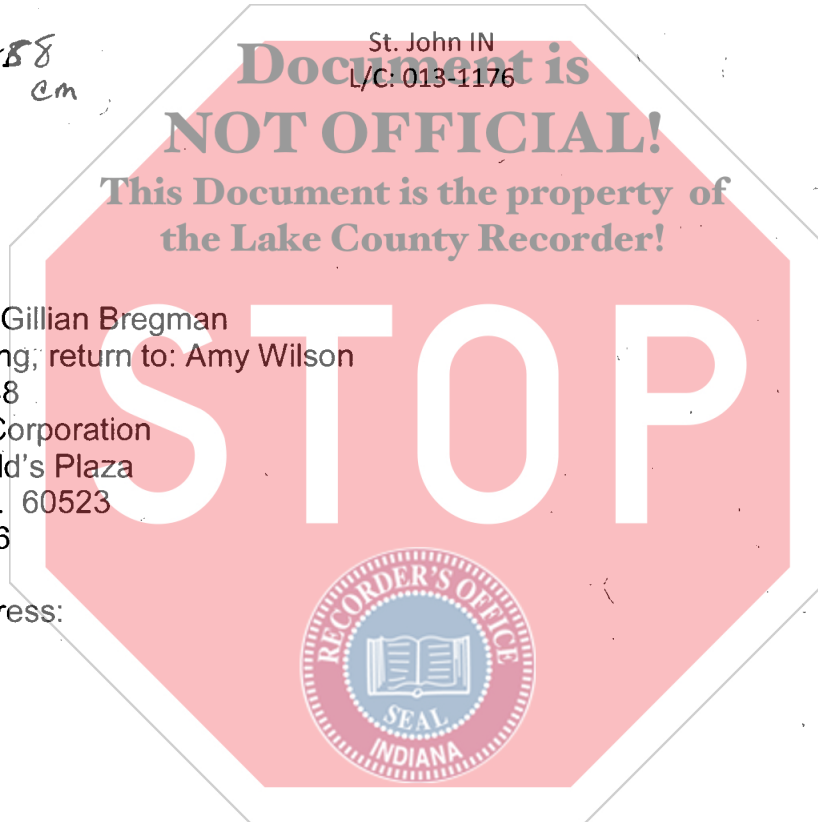 St. John IN
L/C: 013-1176
58
cm
Document is
NOT OFFICIAL!
This Document is the property of
the Lake County Recorder!
Gillian Bregman
ng, return to: Amy Wilson
8
Corporation
ld's Plaza
. 60523
6
ress:
STOP
RECORDER'S OFFICE
SEAL
INDIANA